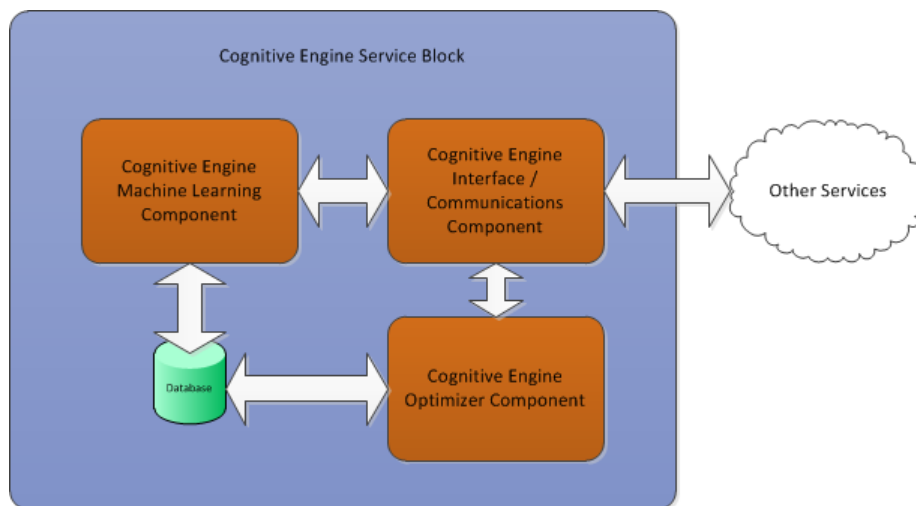 Cognitive Engine Service Block
Cognitive Engine
Machine Learning
Component
Cognitive Engine
Interface /
Communications
Component
Other Services
Database
Cognitive Engine
Optimizer Component